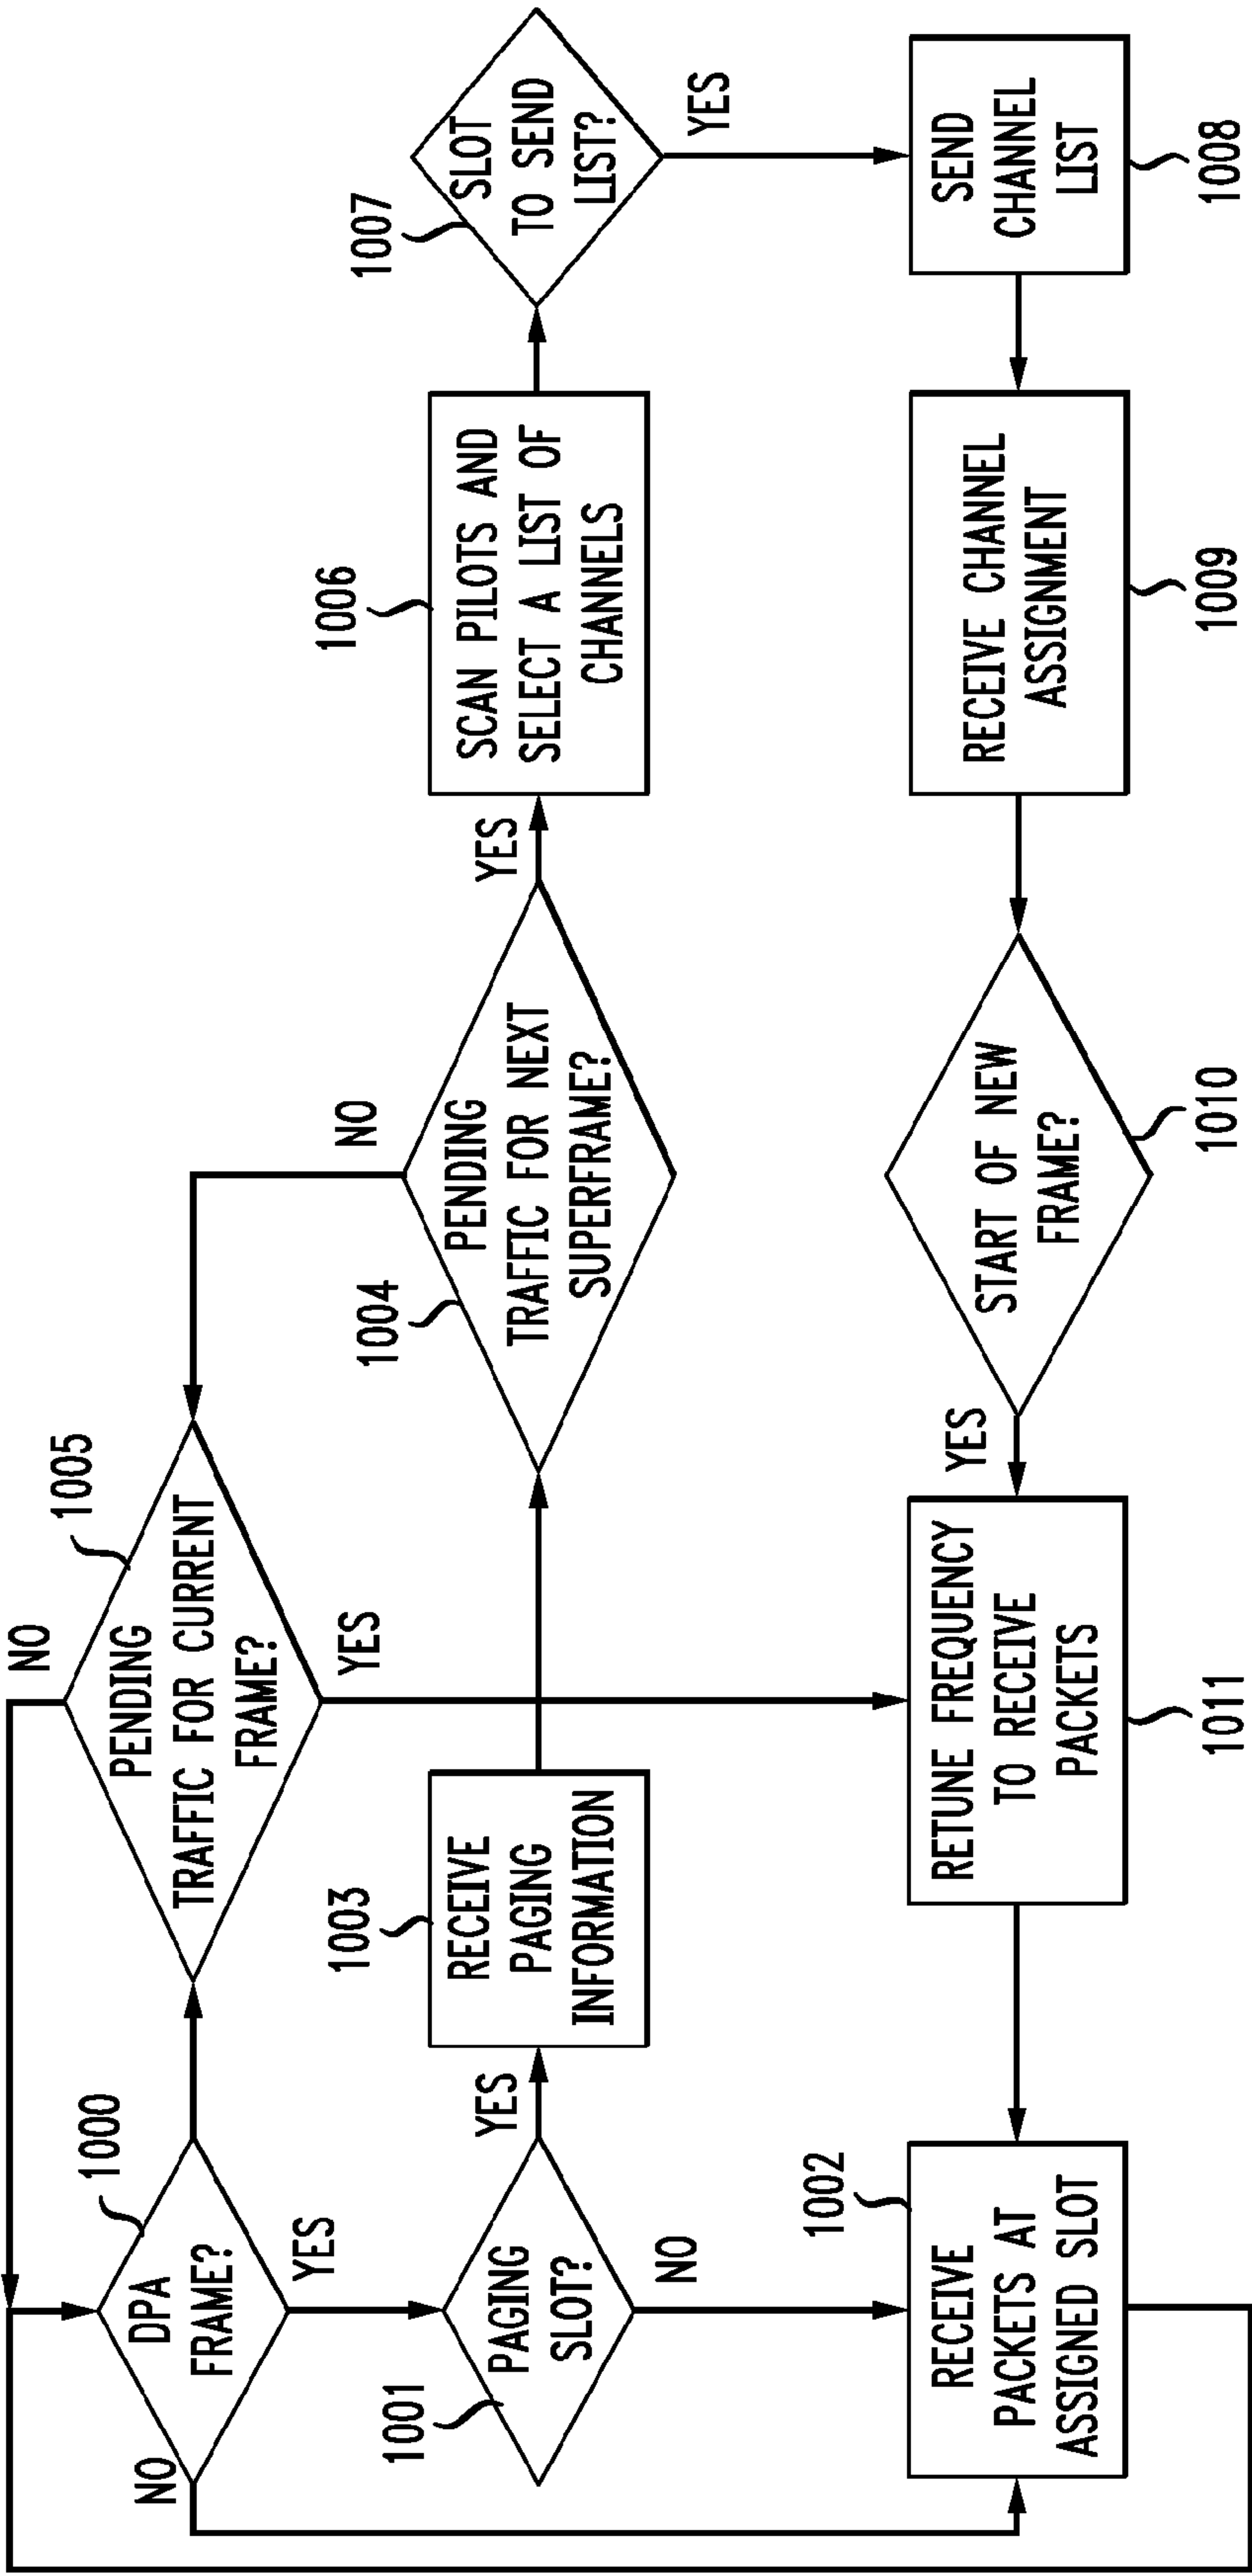 1000
DPA
FRAME?
NO
YES
1005
PENDING
TRAFFIC FOR CURRENT
FRAME?
NO
YES
1001
PAGING
SLOT?
YES
NO
1003
RECEIVE
PAGING
INFORMATION
1004
PENDING
TRAFFIC FOR NEXT
SUPERFRAME?
NO
YES
1006
SCAN PILOTS AND
SELECT A LIST OF
CHANNELS
1007
SLOT
TO SEND
LIST?
YES
1002
RECEIVE
PACKETS AT
ASSIGNED SLOT
RETUNE FREQUENCY
TO RECEIVE
PACKETS
1011
YES
START OF NEW
FRAME?
1010
RECEIVE CHANNEL
ASSIGNMENT
1009
SEND
CHANNEL
LIST
1008